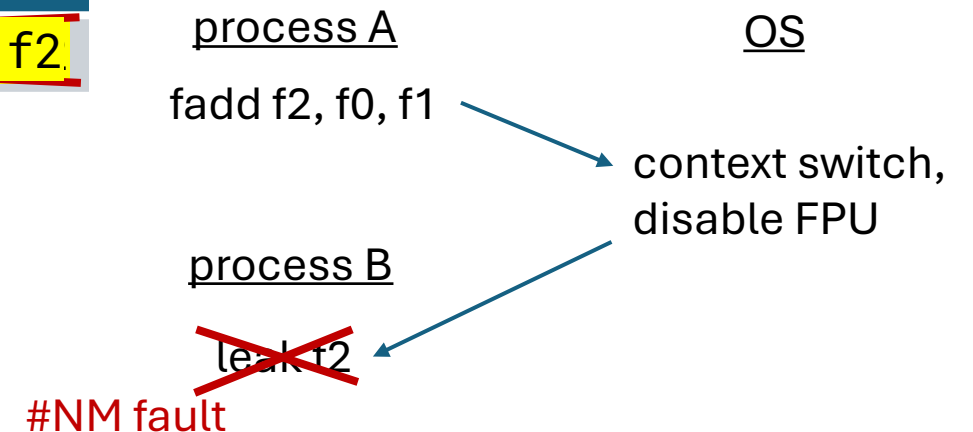 f2
process A
OS
fadd f2, f0, f1
context switch,
disable FPU
process B
leak f2
#NM fault